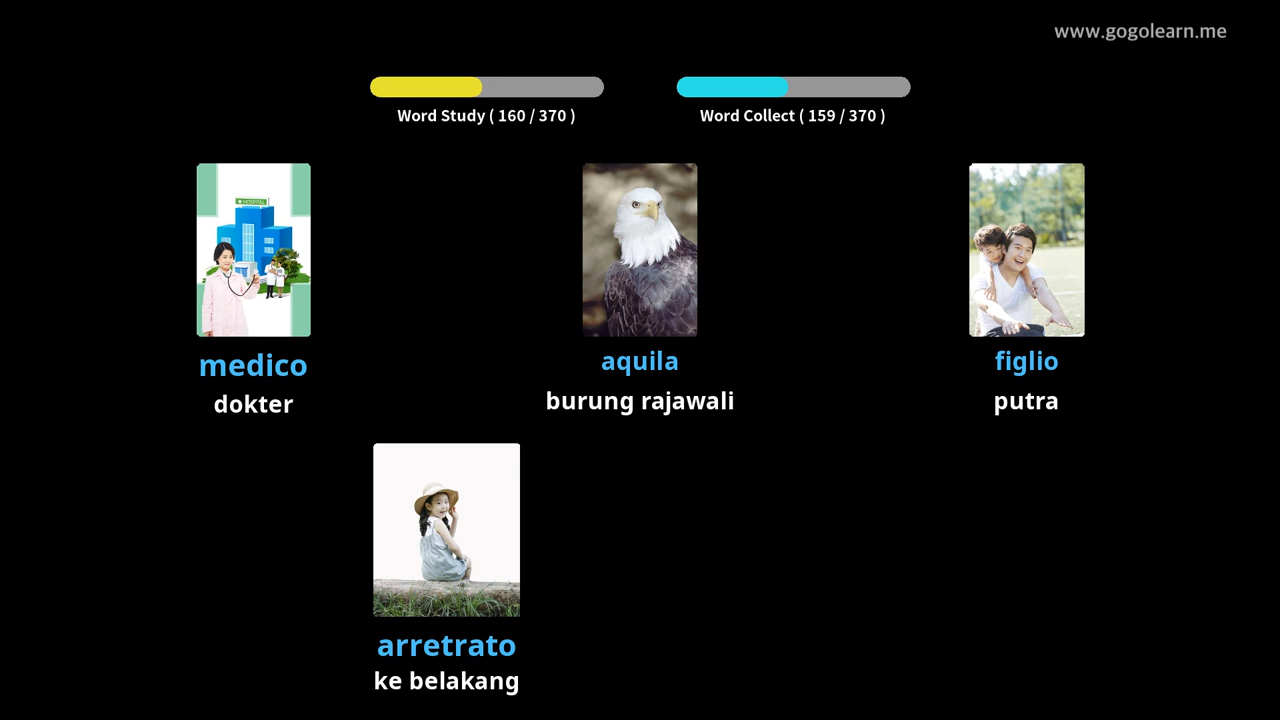 www.gogolearn.me
Word Study ( 160 / 370 )
Word Collect ( 159 / 370 )
HOSPITAL
medico
aquila
figlio
dokter
burung rajawali
putra
arretrato
ke belakang